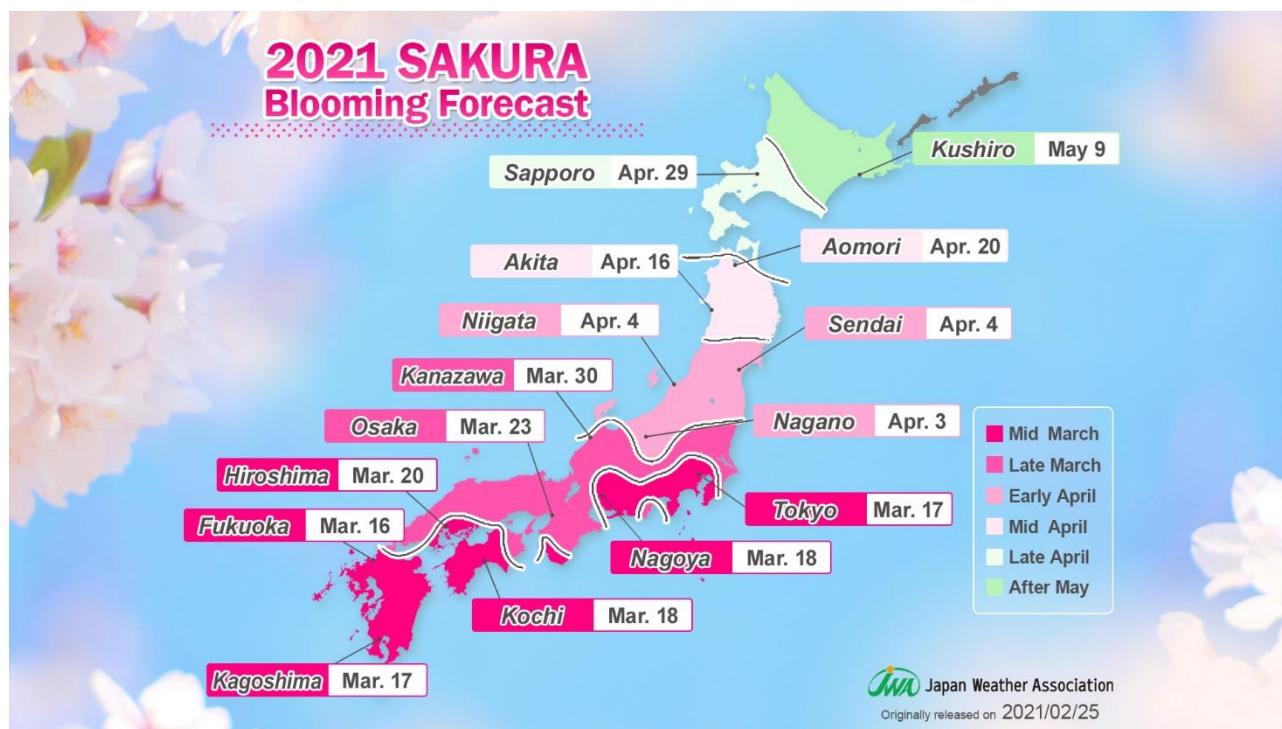 2021 SAKURA
Blooming Forecast
Kushiro May 9
Sapporo Apr. 29
Aomori Apr. 20
Akita Apr. 16
Niigata Apr. 4
Sendai Apr. 4
Kanazawa Mar. 30
Nagano Apr. 3
Osaka Mar. 23
Hiroshima Mar. 20
Fukuoka Mar. 16
Tokyo Mar. 17
Nagoya Mar. 18
Kochi Mar. 18
Kagoshima Mar. 17
Mid March
Late March
Early April
Mid April
Late April
After May
JWA Japan Weather Association
Originally released on 2021/02/25